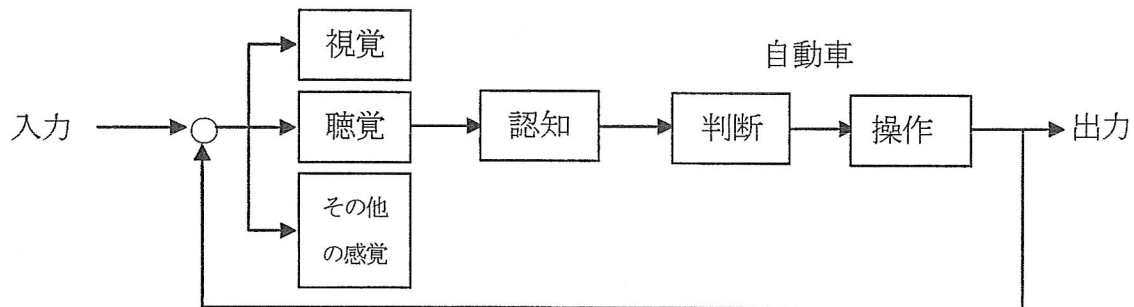 視覚
自動車
入力
聴覚
認知
判断
操作
出力
その他
の感覚